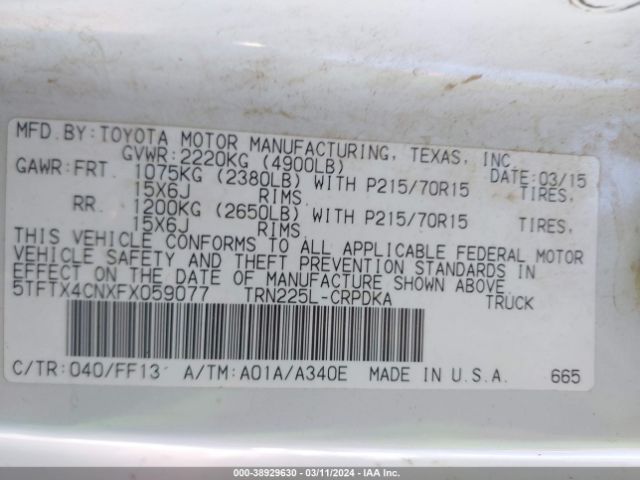 MFD. BY: TOYOTA MOTOR MANUFACTURING, TEXAS, INC.
GVWR: 2220KG (4900LB) DATE: 03/15
GAWR: FRT. 1075KG (2380LB) WITH P215/70R15 TIRES,
15X6J RIMS,
RR. 1200KG (2650LB) WITH P215/70R15 TIRES,
15X6J RIMS,
THIS VEHICLE CONFORMS TO ALL APPLICABLE FEDERAL MOTOR
VEHICLE SAFETY AND THEFT PREVENTION STANDARDS IN
EFFECT ON THE DATE OF MANUFACTURE SHOWN ABOVE.
5TFTX4CNXFX059077 TRN225L-CRPDKA TRUCK
C/TR: 040/FF13 A/TM: A01A/A340E MADE IN U.S.A. 665
000-38929630 - 03/11/2024 - IAA Inc.